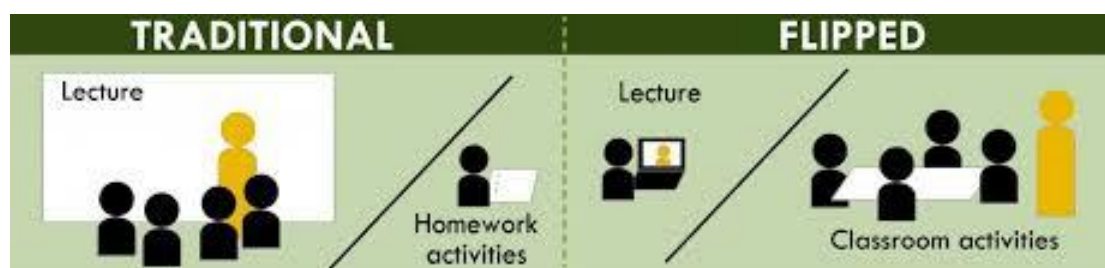 TRADITIONAL
Lecture
Homework
activities
FLIPPED
Lecture
Classroom activities